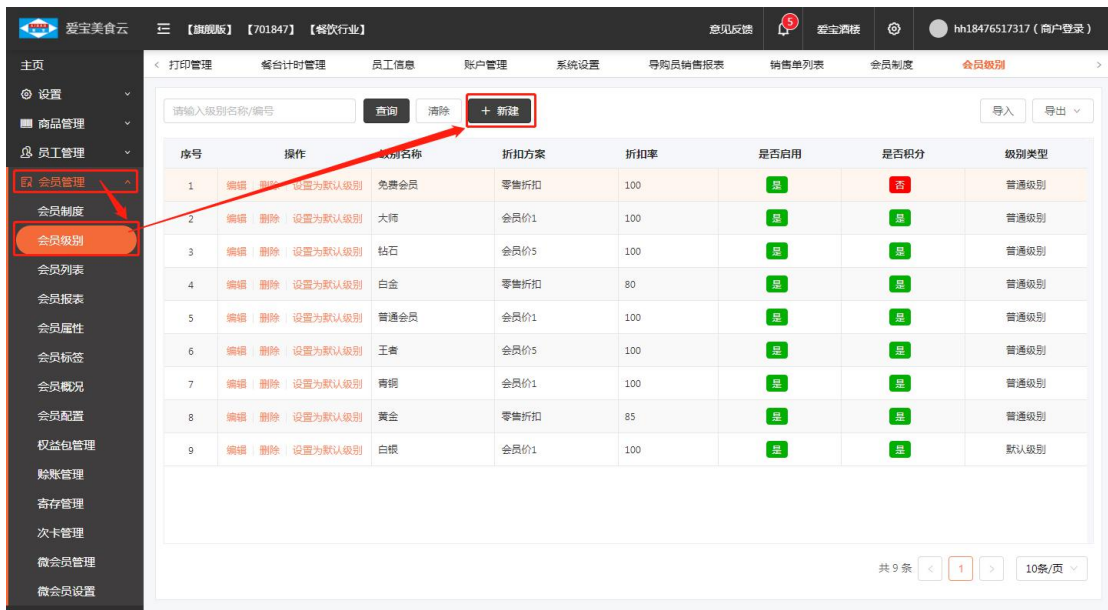 爱宝美食云 【旗舰版】 【701847】 【餐饮行业】 意见反馈 5 爱宝酒楼 hh18476517317（商户登录）
主页
设置
商品管理
员工管理
会员管理
会员制度
会员级别
会员列表
会员报表
会员属性
会员标签
会员概况
会员配置
权益包管理
赊账管理
寄存管理
次卡管理
微会员管理
微会员设置
< 打印管理 餐台计时管理 员工信息 账户管理 系统设置 导购员销售报表 销售单列表 会员制度 会员级别 >
请输入级别名称/编号 查询 清除 + 新建 导入 导出
序号 操作 级别名称 折扣方案 折扣率 是否启用 是否积分 级别类型
1 编辑 删除 设置为默认级别 免费会员 零售折扣 100 是 否 普通级别
2 编辑 删除 设置为默认级别 大师 会员价1 100 是 是 普通级别
3 编辑 删除 设置为默认级别 钻石 会员价5 100 是 是 普通级别
4 编辑 删除 设置为默认级别 白金 零售折扣 80 是 是 普通级别
5 编辑 删除 设置为默认级别 普通会员 会员价1 100 是 是 普通级别
6 编辑 删除 设置为默认级别 王者 会员价5 100 是 是 普通级别
7 编辑 删除 设置为默认级别 青铜 会员价1 100 是 是 普通级别
8 编辑 删除 设置为默认级别 黄金 零售折扣 85 是 是 普通级别
9 编辑 删除 设置为默认级别 白银 会员价1 100 是 是 默认级别
共 9 条 < 1 > 10条/页